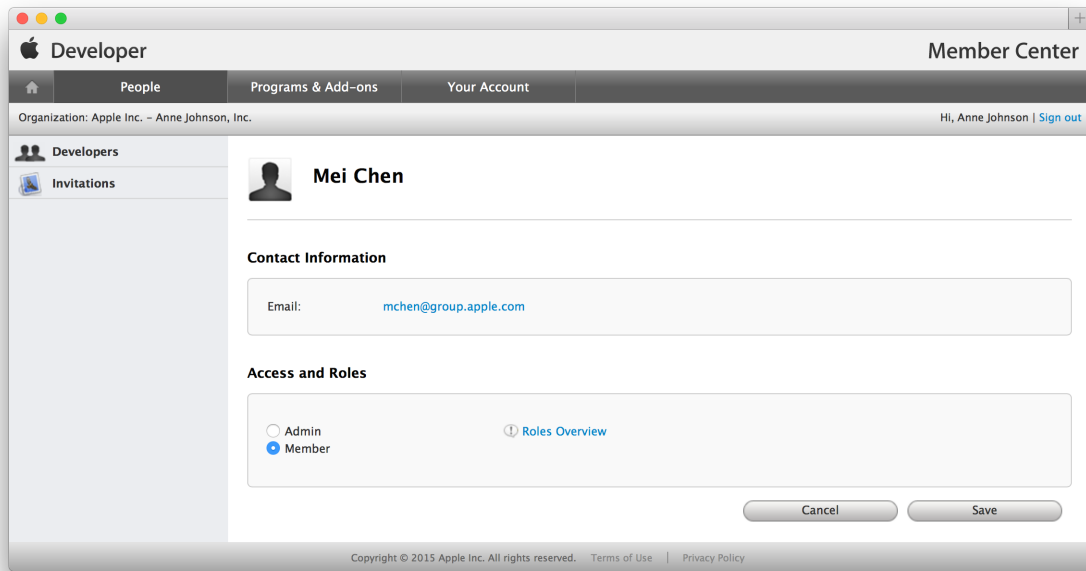 Developer
Member Center
People
Programs & Add-ons
Your Account
Organization: Apple Inc. – Anne Johnson, Inc.
Hi, Anne Johnson | Sign out
Developers
Invitations
Mei Chen
Contact Information
Email: mchen@group.apple.com
Access and Roles
Admin
Roles Overview
Member
Cancel
Save
Copyright © 2015 Apple Inc. All rights reserved. Terms of Use | Privacy Policy